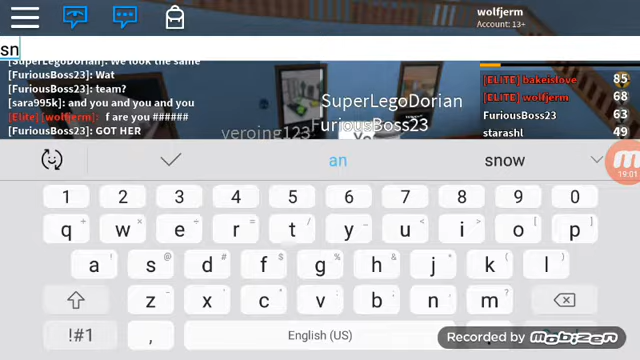 wolfjerm
Account: 13+
sn
[SuperLegoDorian]: We look the same
[FuriousBoss23]: Wat
[FuriousBoss23]: team?
[sara995k]: and you and you and you
[Elite] [wolfjerm]: f are you ######
[FuriousBoss23]: GOT HER
SuperLegoDorian
FuriousBoss23
veroing123
[ELITE] bakeislove 85
[ELITE] wolfjerm 68
FuriousBoss23 63
starashl 49
an snow
19:01
1 2 3 4 5 6 7 8 9 0
q w e r t y u i o p
a s d f g h j k l
z x c v b n m
!#1 , English (US)
Recorded by Mobizen